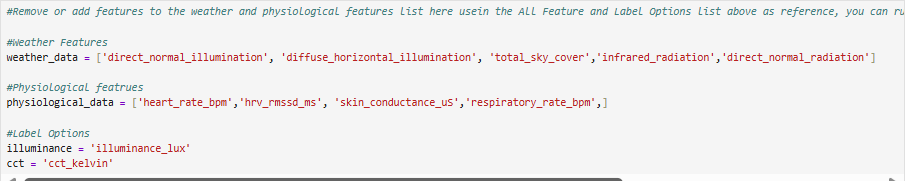 #Remove or add features to the weather and physiological features list here usein the All Feature and Label Options list above as reference, you can ru
#Weather Features
weather_data = ['direct_normal_illumination', 'diffuse_horizontal_illumination', 'total_sky_cover','infrared_radiation','direct_normal_radiation']
#Physiological featrues
physiological_data = ['heart_rate_bpm','hrv_rmssd_ms', 'skin_conductance_uS','respiratory_rate_bpm',]
#Label Options
illuminance = 'illuminance_lux'
cct = 'cct_kelvin'